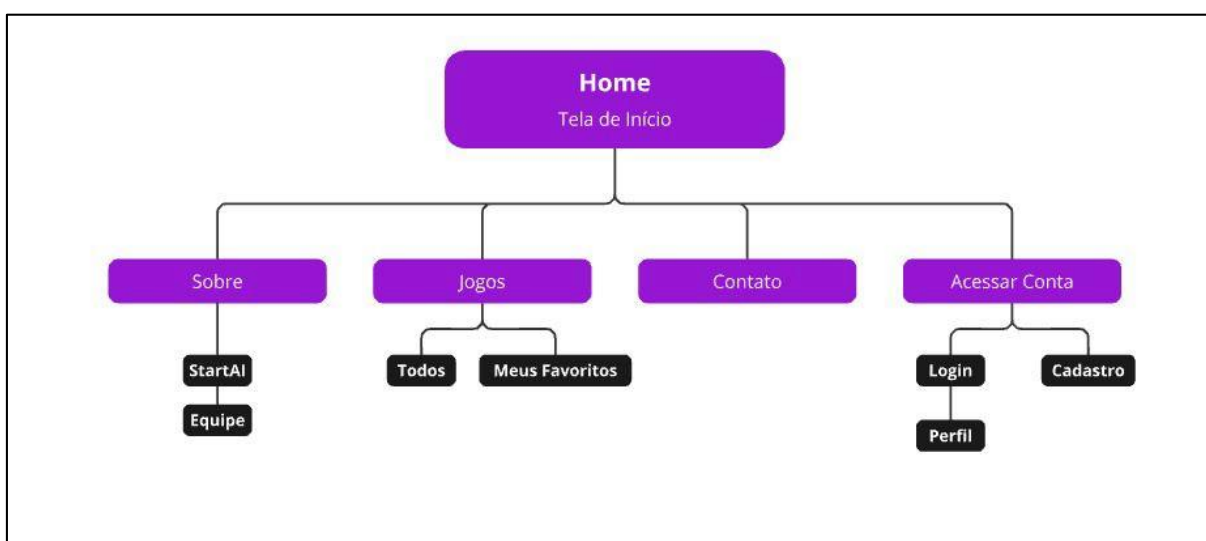 Home
Tela de Início
Sobre
Jogos
Contato
Acessar Conta
StartAI
Todos
Meus Favoritos
Login
Cadastro
Equipe
Perfil